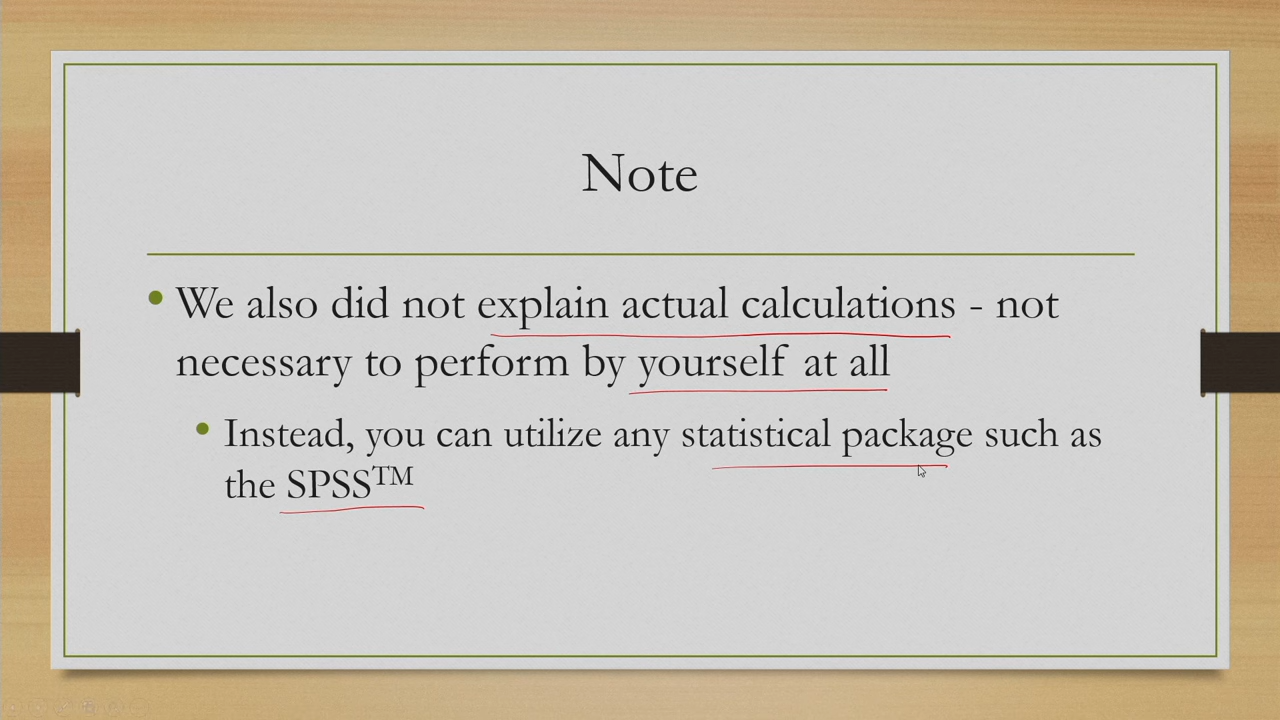 Note
• We also did not explain actual calculations - not
necessary to perform by yourself at all
• Instead, you can utilize any statistical package such as
the SPSS™